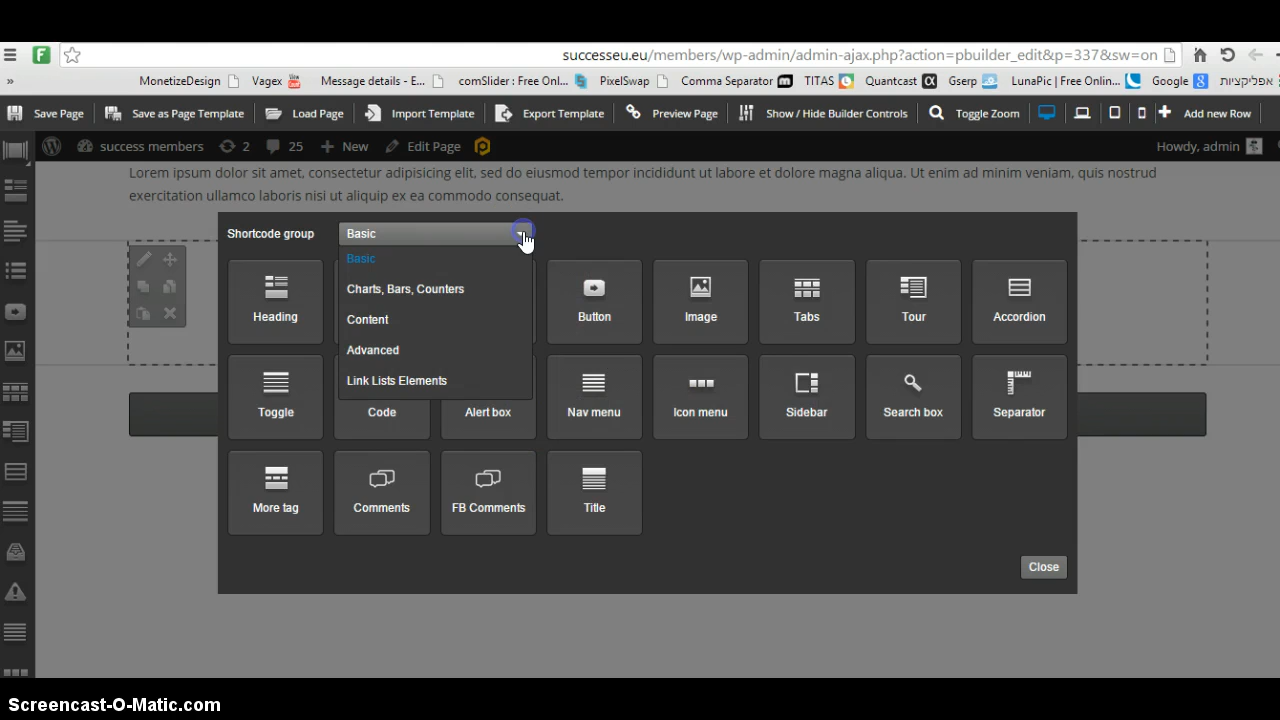 successeu.eu/members/wp-admin/admin-ajax.php?action=pbuilder_edit&p=337&sw=on
» MonetizeDesign Vagex Message details - E... comSlider : Free Onl... PixelSwap Comma Separator TITAS Quantcast Gserp LunaPic | Free Onlin... Google אפליקציות
Save Page Save as Page Template Load Page Import Template Export Template Preview Page Show / Hide Builder Controls Toggle Zoom Add new Row
success members 2 25 New Edit Page Howdy, admin
Lorem ipsum dolor sit amet, consectetur adipisicing elit, sed do eiusmod tempor incididunt ut labore et dolore magna aliqua. Ut enim ad minim veniam, quis nostrud
exercitation ullamco laboris nisi ut aliquip ex ea commodo consequat.
Shortcode group Basic
Basic
Charts, Bars, Counters
Content
Advanced
Link Lists Elements
Heading Button Image Tabs Tour Accordion
Toggle Code Alert box Nav menu Icon menu Sidebar Search box Separator
More tag Comments FB Comments Title
Close
Screencast-O-Matic.com